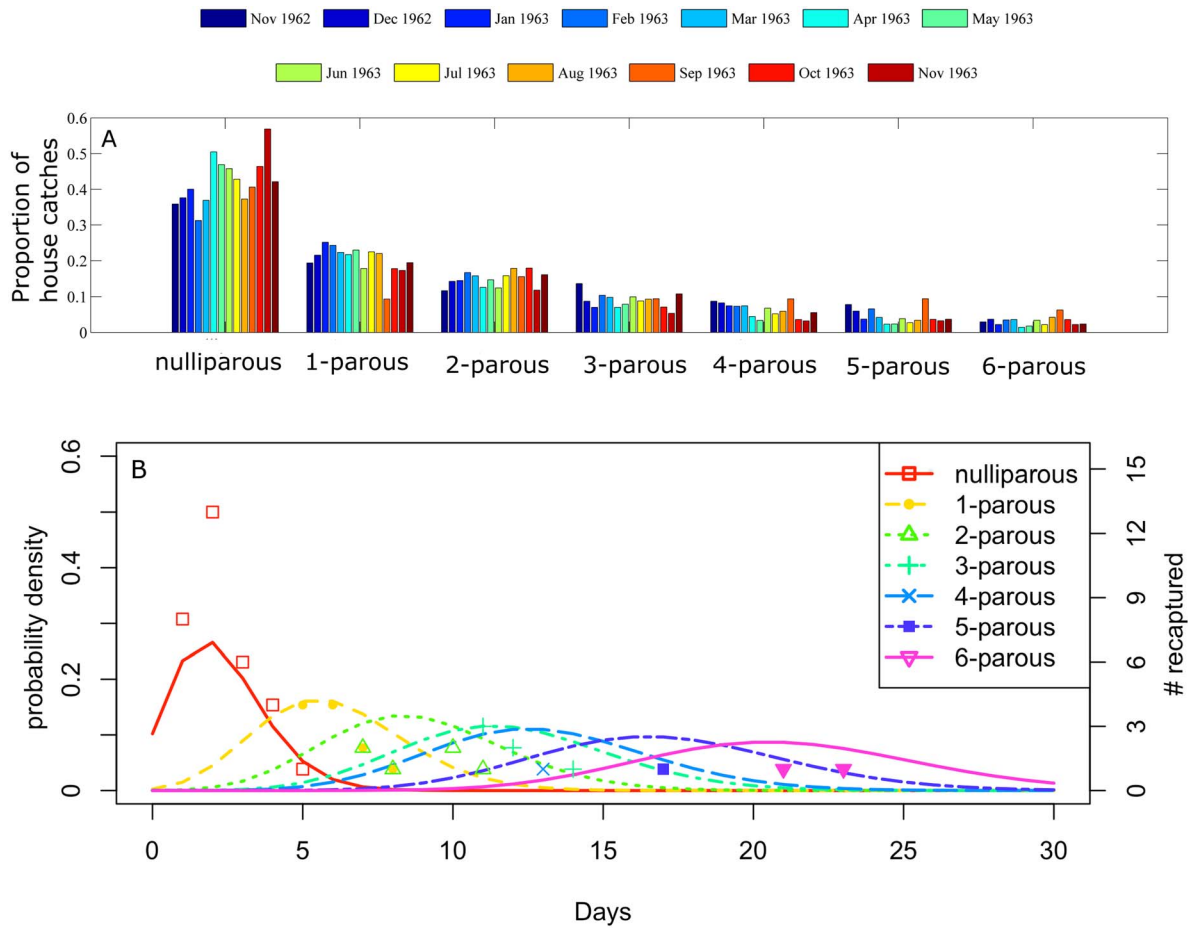 Nov 1962 Dec 1962 Jan 1963 Feb 1963 Mar 1963 Apr 1963 May 1963
Jun 1963 Jul 1963 Aug 1963 Sep 1963 Oct 1963 Nov 1963
A
Proportion of
house catches
0.6
0.5
0.4
0.3
0.2
0.1
0
nulliparous 1-parous 2-parous 3-parous 4-parous 5-parous 6-parous
B
probability density
0.6
0.4
0.2
0
nulliparous
1-parous
2-parous
3-parous
4-parous
5-parous
6-parous
15
12
9
6
3
0
# recaptured
0 5 10 15 20 25 30
Days